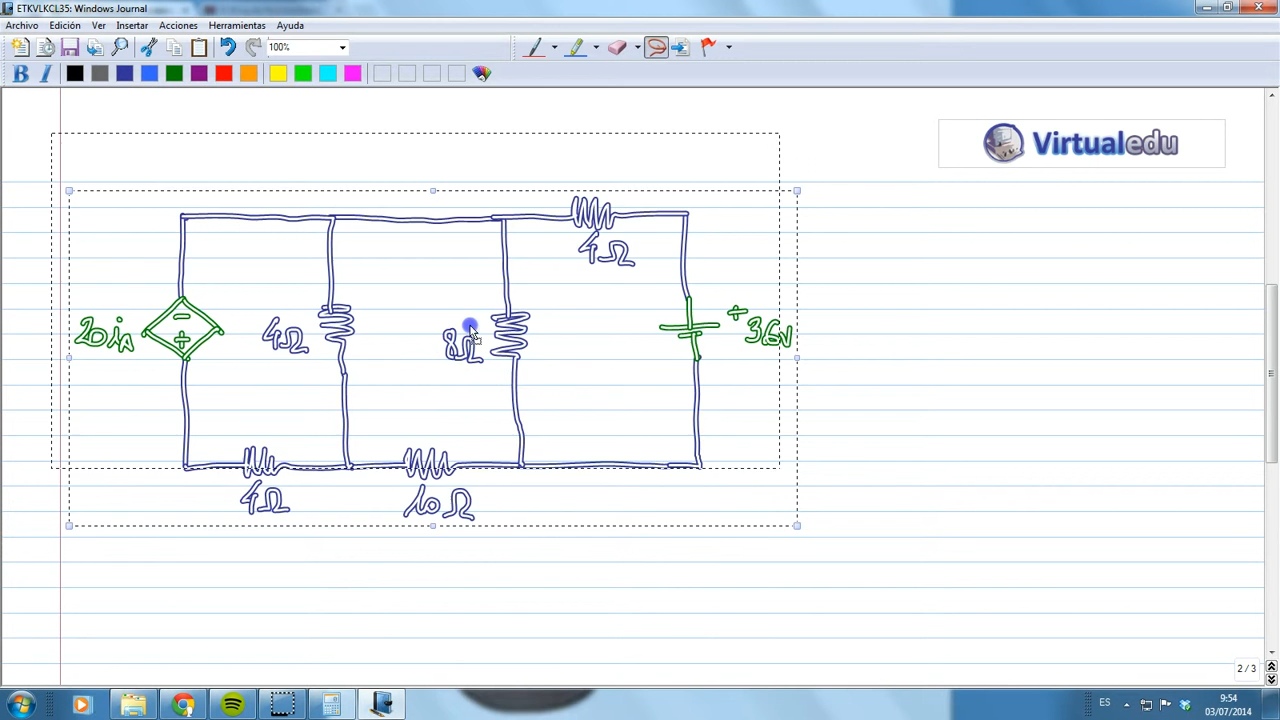 ETKVLKCL35: Windows Journal
Archivo Edición Ver Insertar Acciones Herramientas Ayuda
100%
B I
Virtualedu
4Ω
20iA - +
4Ω
8Ω
+ 36V
4Ω
10Ω
2 / 3
ES
9:54
03/07/2014